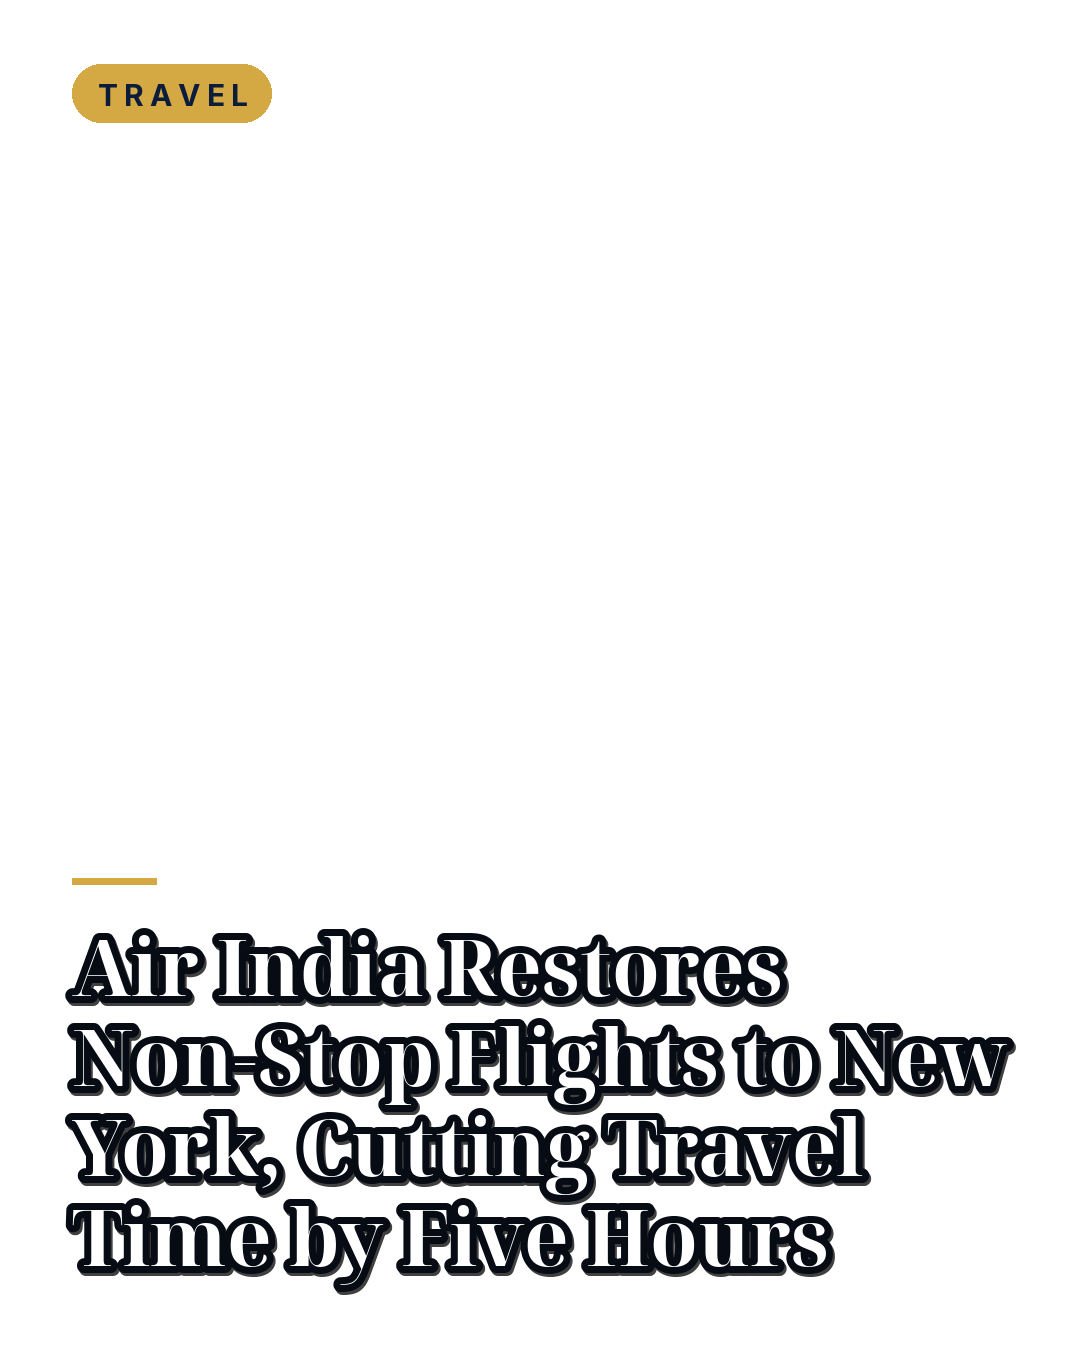 TRAVEL
Air India Restores
Non-Stop Flights to New
York, Cutting Travel
Time by Five Hours